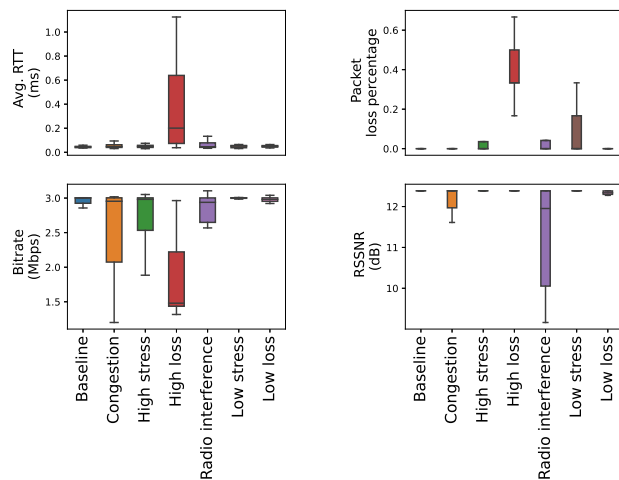 Avg. RTT
(ms)
1.0
0.8
0.6
0.4
0.2
0.0
Packet
loss percentage
0.6
0.4
0.2
0.0
Bitrate
(Mbps)
3.0
2.5
2.0
1.5
Baseline
Congestion
High stress
High loss
Radio interference
Low stress
Low loss
RSSNR
(dB)
12
11
10
Baseline
Congestion
High stress
High loss
Radio interference
Low stress
Low loss